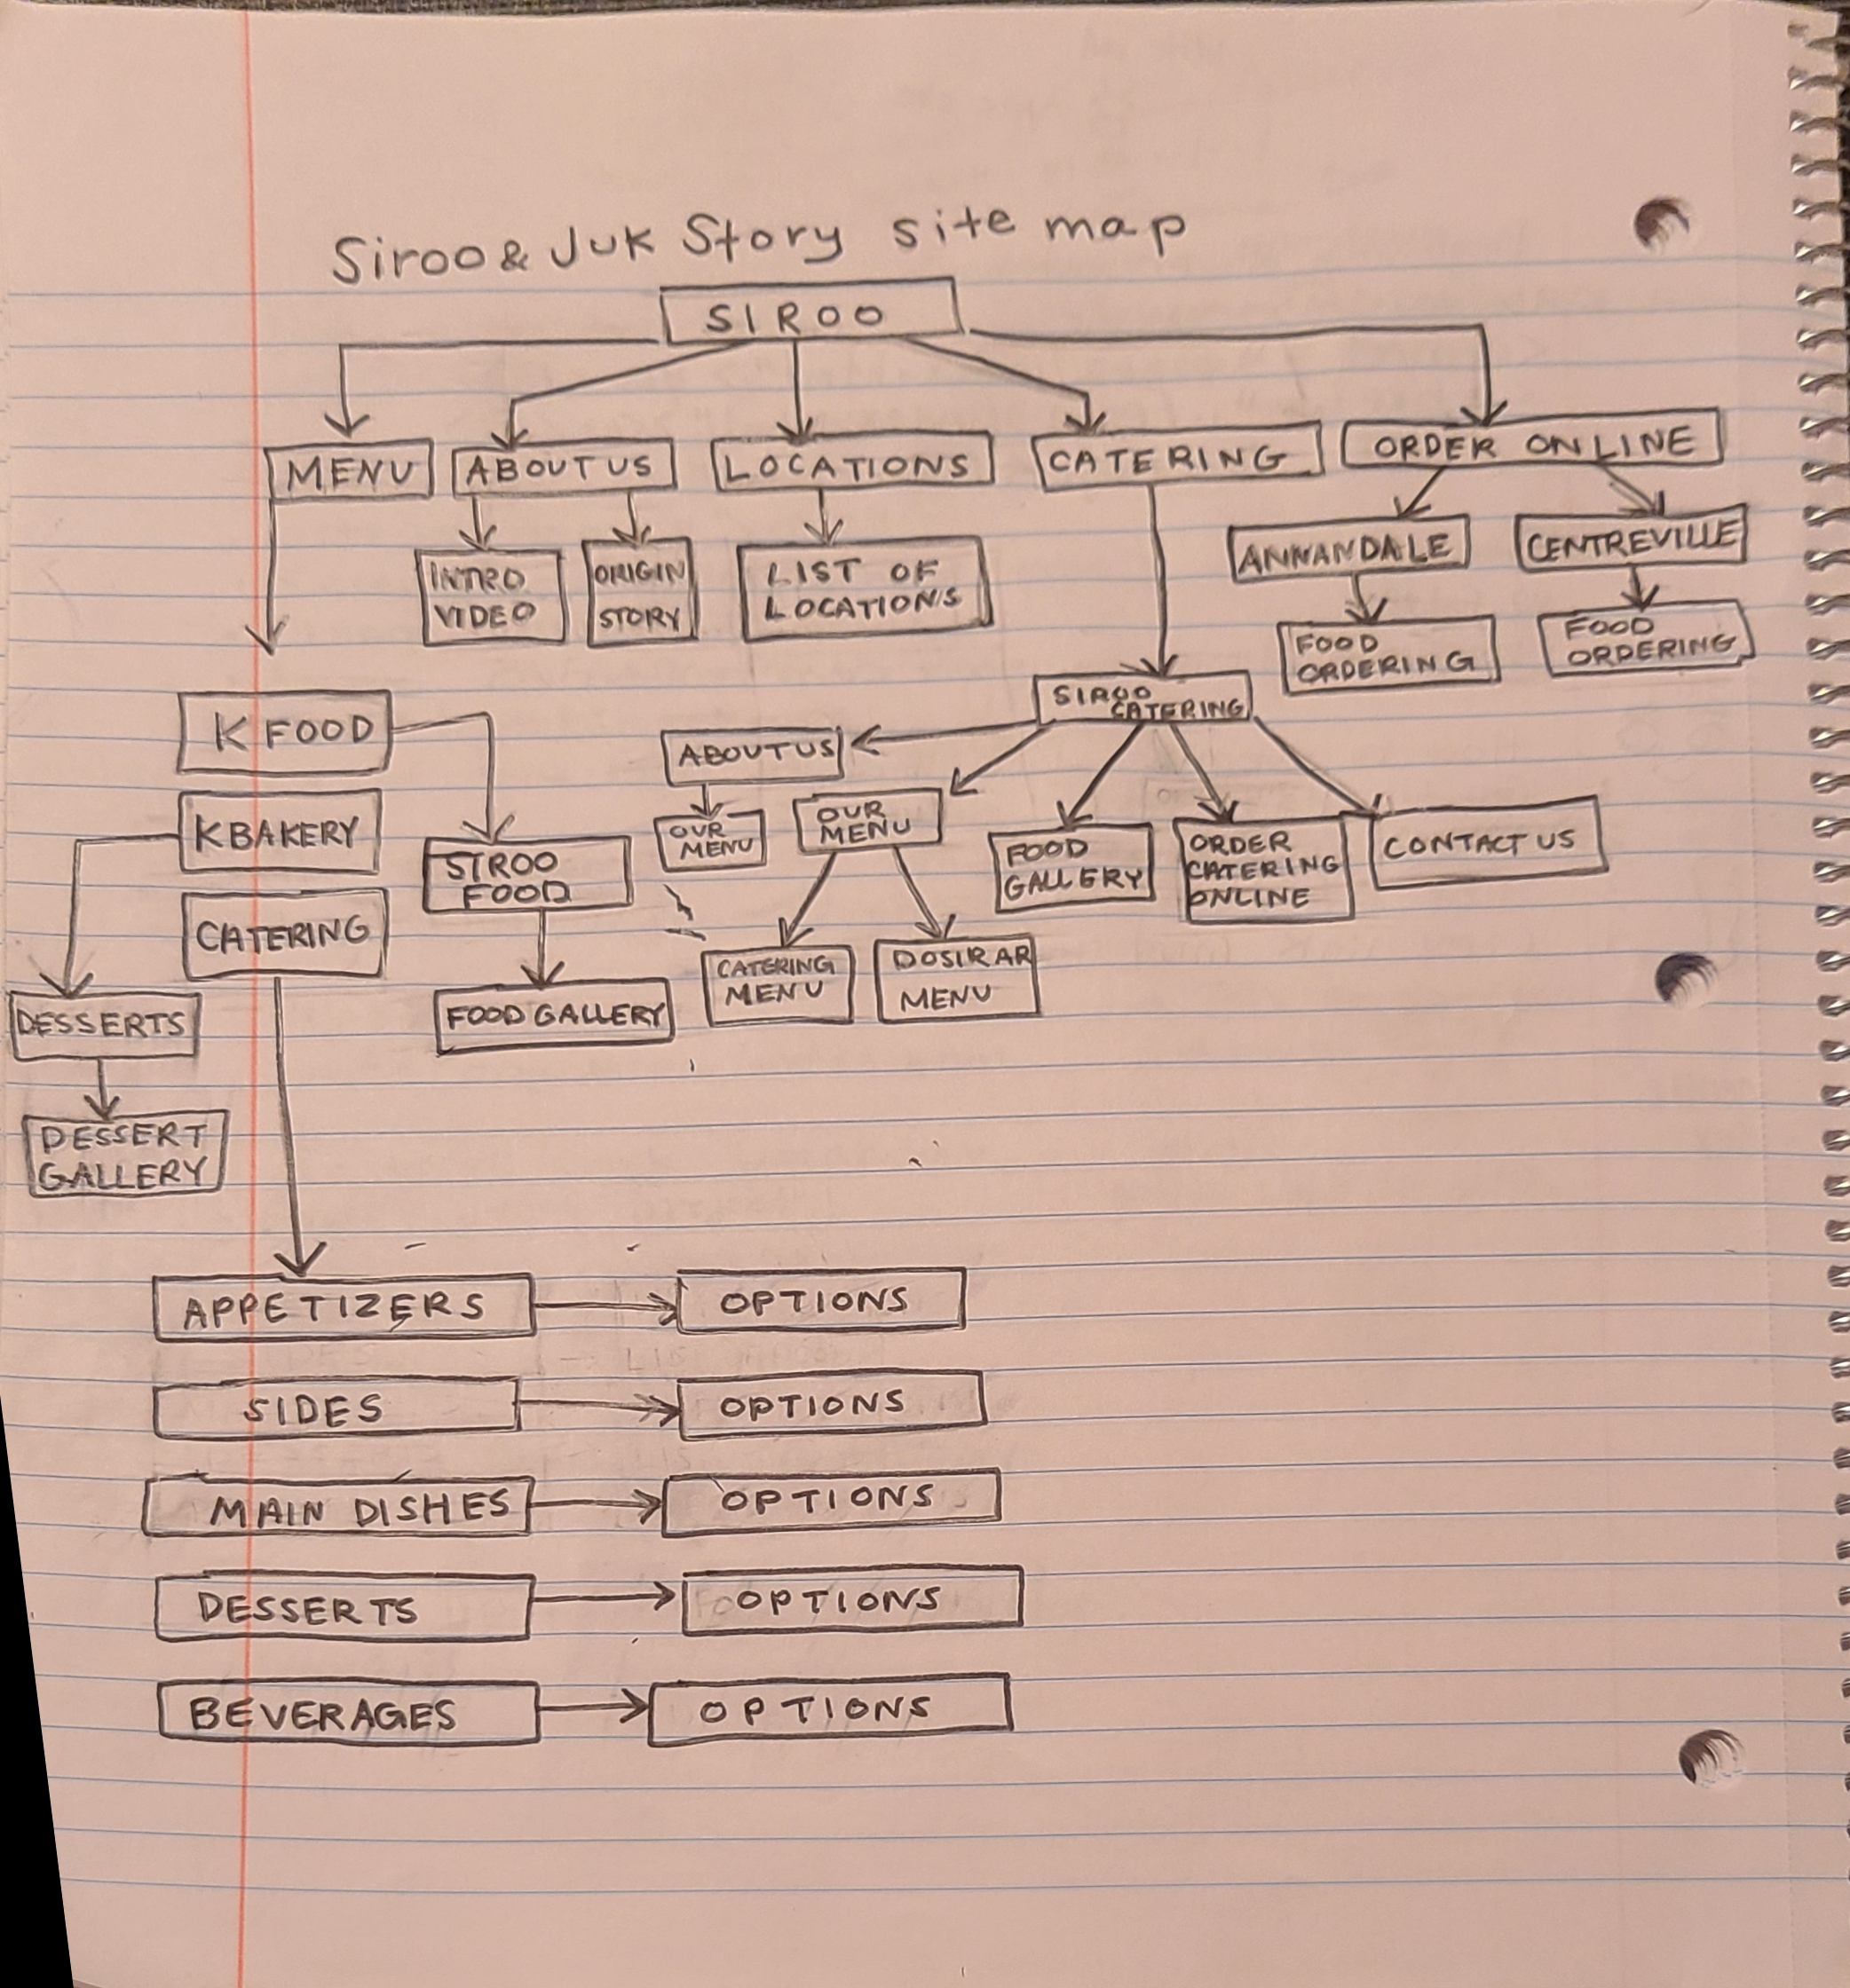 Siroo & Juk Story site map
SIROO
MENU
ABOUT US
LOCATIONS
CATERING
ORDER ONLINE
INTRO
VIDEO
ORIGIN
STORY
LIST OF
LOCATIONS
ANNANDALE
CENTREVILLE
FOOD
ORDERING
FOOD
ORDERING
SIROO
CATERING
K FOOD
ABOUT US
K BAKERY
OUR
MENU
OUR
MENU
FOOD
GALLERY
ORDER
CATERING
ONLINE
CONTACT US
SIROO
FOOD
CATERING
CATERING
MENU
DOSIRAR
MENU
DESSERTS
FOOD GALLERY
DESSERT
GALLERY
APPETIZERS
OPTIONS
SIDES
OPTIONS
MAIN DISHES
OPTIONS
DESSERTS
OPTIONS
BEVERAGES
OPTIONS